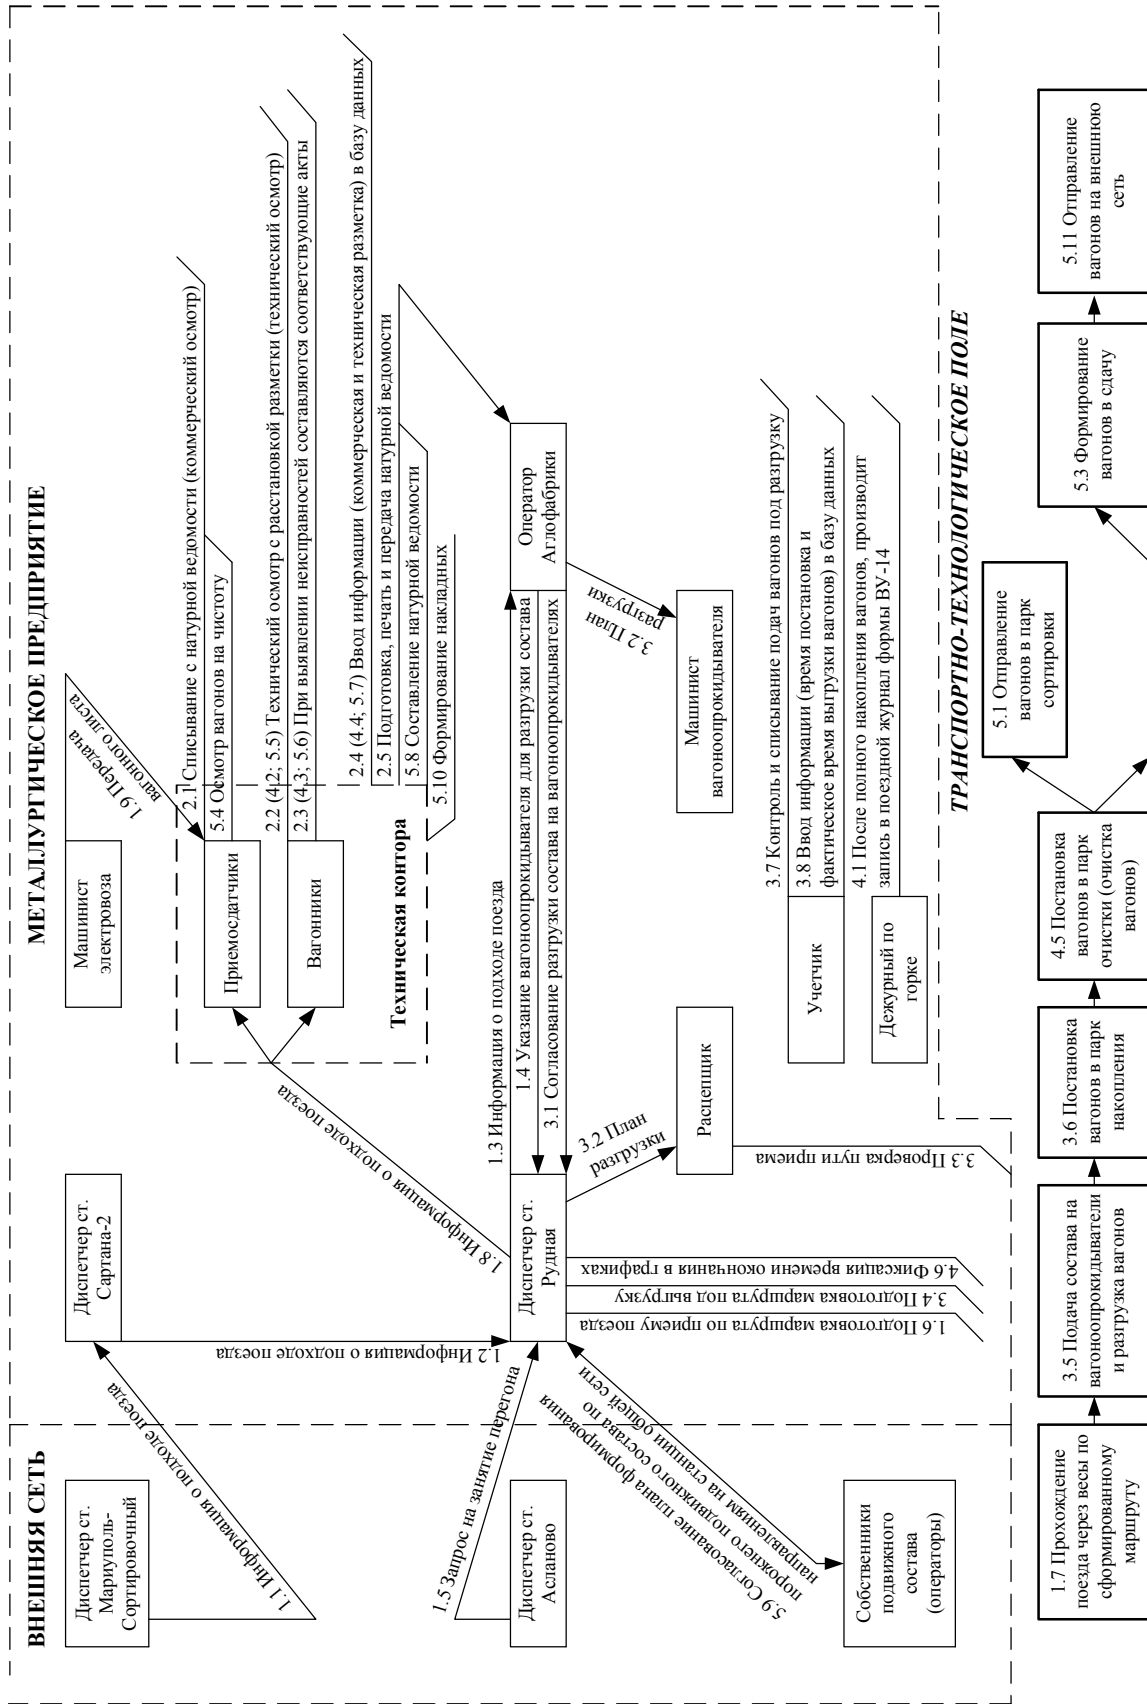 ВНЕШНЯЯ СЕТЬ
МЕТАЛЛУРГИЧЕСКОЕ ПРЕДПРИЯТИЕ
Диспетчер ст.
Мариуполь-
Сортировочный
1.1 Информация о подходе поезда
Диспетчер ст.
Сартана-2
Машинист
электровоза
1.9 Передача
вагонного листа
1.2 Информация о подходе поезда
1.8 Информация о подходе поезда
Приемосдатчики
2.1 Списывание с натурной ведомости (коммерческий осмотр)
5.4 Осмотр вагонов на чистоту
Вагонники
2.2 (4.2; 5.5) Технический осмотр с расстановкой разметки (технический осмотр)
2.3 (4.3; 5.6) При выявлении неисправностей составляются соответствующие акты
Техническая контора
2.4 (4.4; 5.7) Ввод информации (коммерческая и техническая разметка) в базу данных
2.5 Подготовка, печать и передача натурной ведомости
5.8 Составление натурной ведомости
5.10 Формирование накладных
1.5 Запрос на занятие перегона
Диспетчер ст.
Асланово
Диспетчер ст.
Рудная
1.3 Информация о подходе поезда
1.4 Указание вагоноопрокидывателя для разгрузки состава
3.1 Согласование разгрузки состава на вагоноопрокидывателях
Оператор
Аглофабрики
5.9 Согласование плана формирования
порожнего подвижного состава по
направлениям на станции общей сети
1.6 Подготовка маршрута по приему поезда
3.4 Подготовка маршрута под выгрузку
4.6 Фиксация времени окончания в графиках
3.2 План
разгрузки
3.2 План
разгрузки
Расцепщик
3.3 Проверка пути приема
Машинист
вагоноопрокидывателя
Собственники
подвижного
состава
(операторы)
Учетчик
3.7 Контроль и списывание подач вагонов под разгрузку
3.8 Ввод информации (время постановка и
фактическое время выгрузки вагонов) в базу данных
Дежурный по
горке
4.1 После полного накопления вагонов, производит
запись в поездной журнал формы ВУ-14
ТРАНСПОРТНО-ТЕХНОЛОГИЧЕСКОЕ ПОЛЕ
1.7 Прохождение
поезда через весы по
сформированному
маршруту
3.5 Подача состава на
вагоноопрокидыватели
и разгрузка вагонов
3.6 Постановка
вагонов в парк
накопления
4.5 Постановка
вагонов в парк
очистки (очистка
вагонов)
5.1 Отправление
вагонов в парк
сортировки
5.3 Формирование
вагонов в сдачу
5.11 Отправление
вагонов на внешнюю
сеть